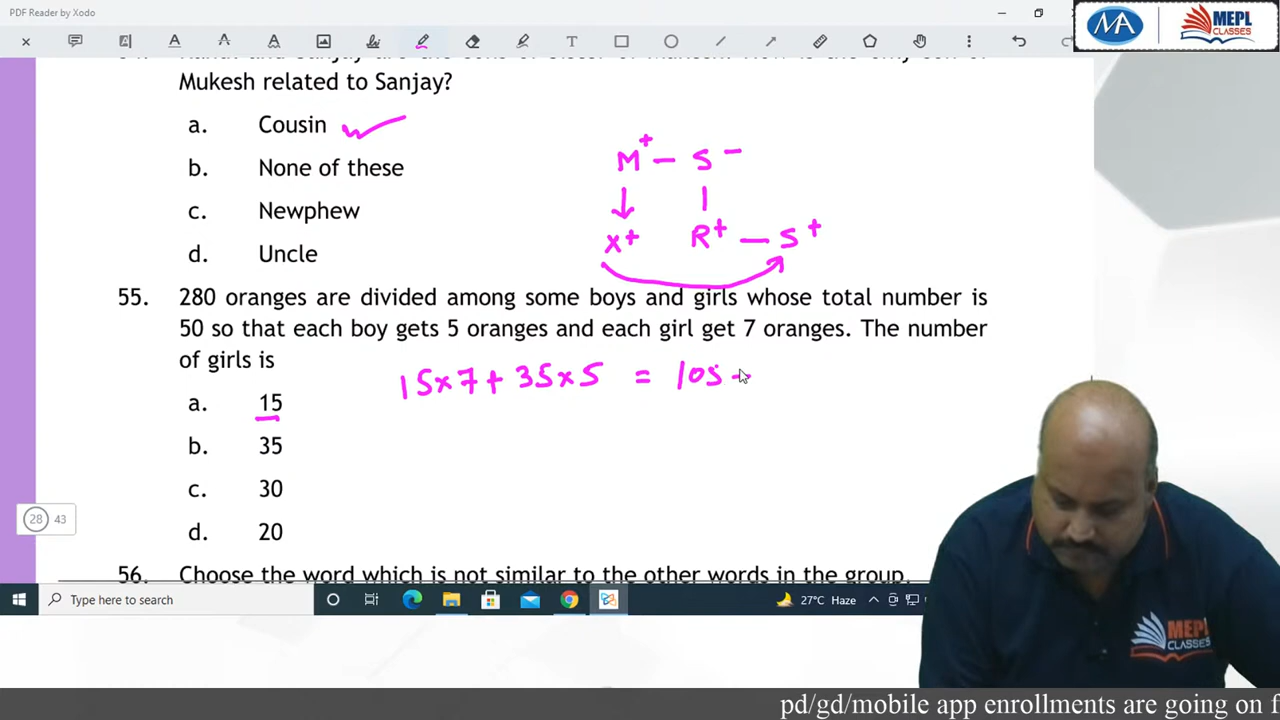 PDF Reader by Xodo
MA
MEPL
CLASSES
Mukesh related to Sanjay?
a. Cousin
b. None of these
c. Newphew
d. Uncle
M+ – S –
X+ R+ – S+
55. 280 oranges are divided among some boys and girls whose total number is
50 so that each boy gets 5 oranges and each girl get 7 oranges. The number
of girls is
15×7+35×5 = 105 –
a. 15
b. 35
c. 30
d. 20
28 43
56. Choose the word which is not similar to the other words in the group.
Type here to search
27°C Haze
MEPL
CLASSES
pd/gd/mobile app enrollments are going on f